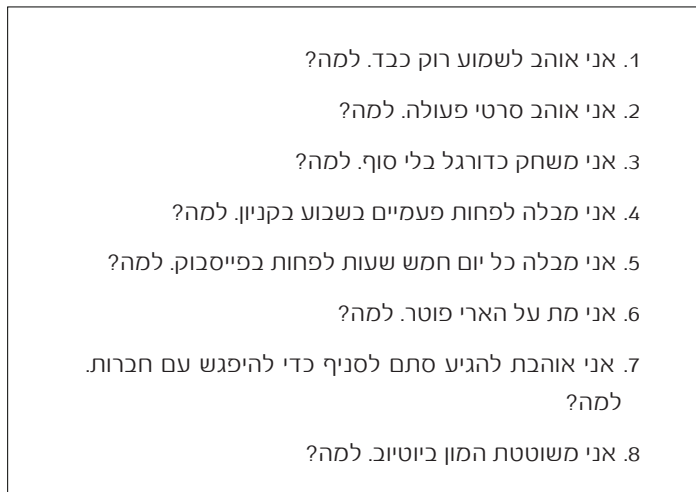 1. אני אוהב לשמוע רוק כבד. למה?
2. אני אוהב סרטי פעולה. למה?
3. אני משחק כדורגל בלי סוף. למה?
4. אני מבלה לפחות פעמיים בשבוע בקניון. למה?
5. אני מבלה כל יום חמש שעות לפחות בפייסבוק. למה?
6. אני מת על הארי פוטר. למה?
7. אני אוהבת להגיע סתם לסניף כדי להיפגש עם חברות.
למה?
8. אני משוטטת המון ביוטיוב. למה?